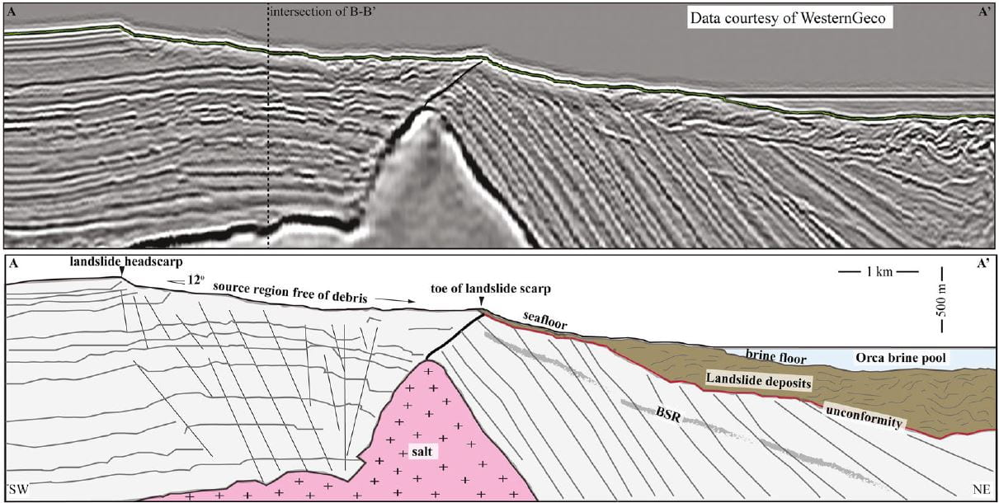 A
intersection of B-B'
Data courtesy of WesternGeco
A'
A
landslide headscarp
12°
source region free of debris
toe of landslide scarp
seafloor
1 km
500 m
A'
brine floor
Orca brine pool
Landslide deposits
BSR
unconformity
salt
SW
NE